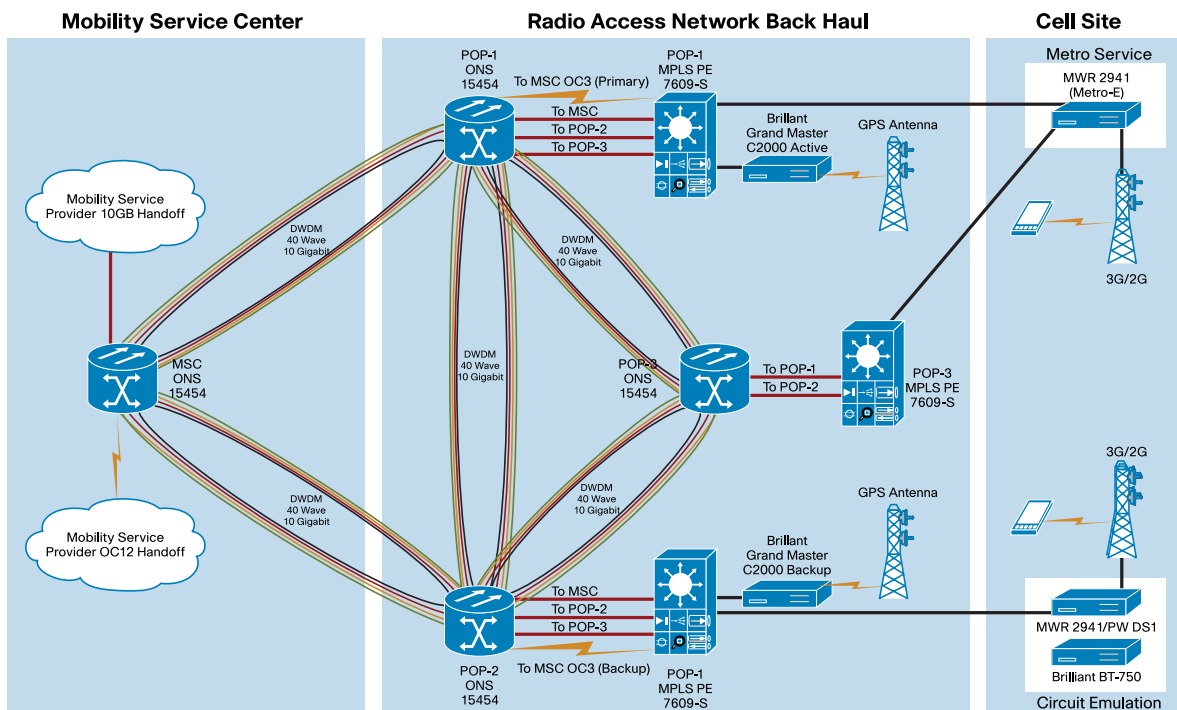 Mobility Service Center
Radio Access Network Back Haul
Cell Site
POP-1
ONS
15454
To MSC OC3 (Primary)
POP-1
MPLS PE
7609-S
To MSC
To POP-2
To POP-3
Brilliant
Grand Master
C2000 Active
GPS Antenna
Metro Service
MWR 2941
(Metro-E)
3G/2G
Mobility Service
Provider 10GB Handoff
DWDM
40 Wave
10 Gigabit
DWDM
40 Wave
10 Gigabit
MSC
ONS
15454
DWDM
40 Wave
10 Gigabit
POP-3
ONS
15454
To POP-1
To POP-2
POP-3
MPLS PE
7609-S
Mobility Service
Provider OC12 Handoff
DWDM
40 Wave
10 Gigabit
DWDM
40 Wave
10 Gigabit
GPS Antenna
3G/2G
Brilliant
Grand Master
C2000 Backup
To MSC
To POP-2
To POP-3
To MSC OC3 (Backup)
POP-2
ONS
15454
POP-1
MPLS PE
7609-S
MWR 2941/PW DS1
Brilliant BT-750
Circuit Emulation